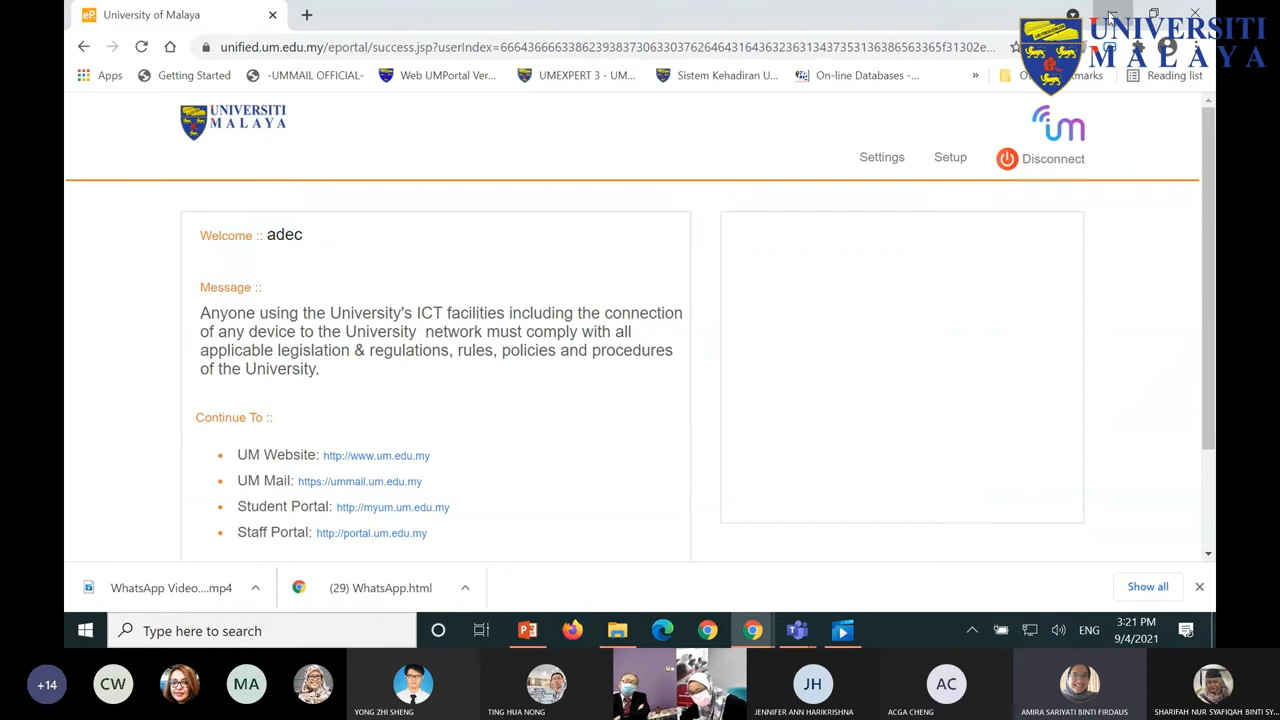 University of Malaya
unified.um.edu.my/eportal/success.jsp?userIndex=
Apps
Getting Started
-UMMAIL OFFICIAL-
Web UMPortal Ver...
UMEXPERT 3 - UM...
Sistem Kehadiran U...
On-line Databases -...
»
Reading list
UNIVERSITI
MALAYA
UNIVERSITI
MALAYA
um
Settings
Setup
Disconnect
Welcome :: adec
Message ::
Anyone using the University's ICT facilities including the connection
of any device to the University network must comply with all
applicable legislation & regulations, rules, policies and procedures
of the University.
Continue To ::
UM Website: http://www.um.edu.my
UM Mail: https://ummail.um.edu.my
Student Portal: http://myum.um.edu.my
Staff Portal: http://portal.um.edu.my
WhatsApp Video....mp4
(29) WhatsApp.html
Show all
Type here to search
ENG
3:21 PM
9/4/2021
+14
CW
MA
YONG ZHI SHENG
TING HUA NONG
JH
JENNIFER ANN HARIKRISHNA
AC
ACGA CHENG
AMIRA SARIYATI BINTI FIRDAUS
SHARIFAH NUR SYAFIQAH BINTI SY...